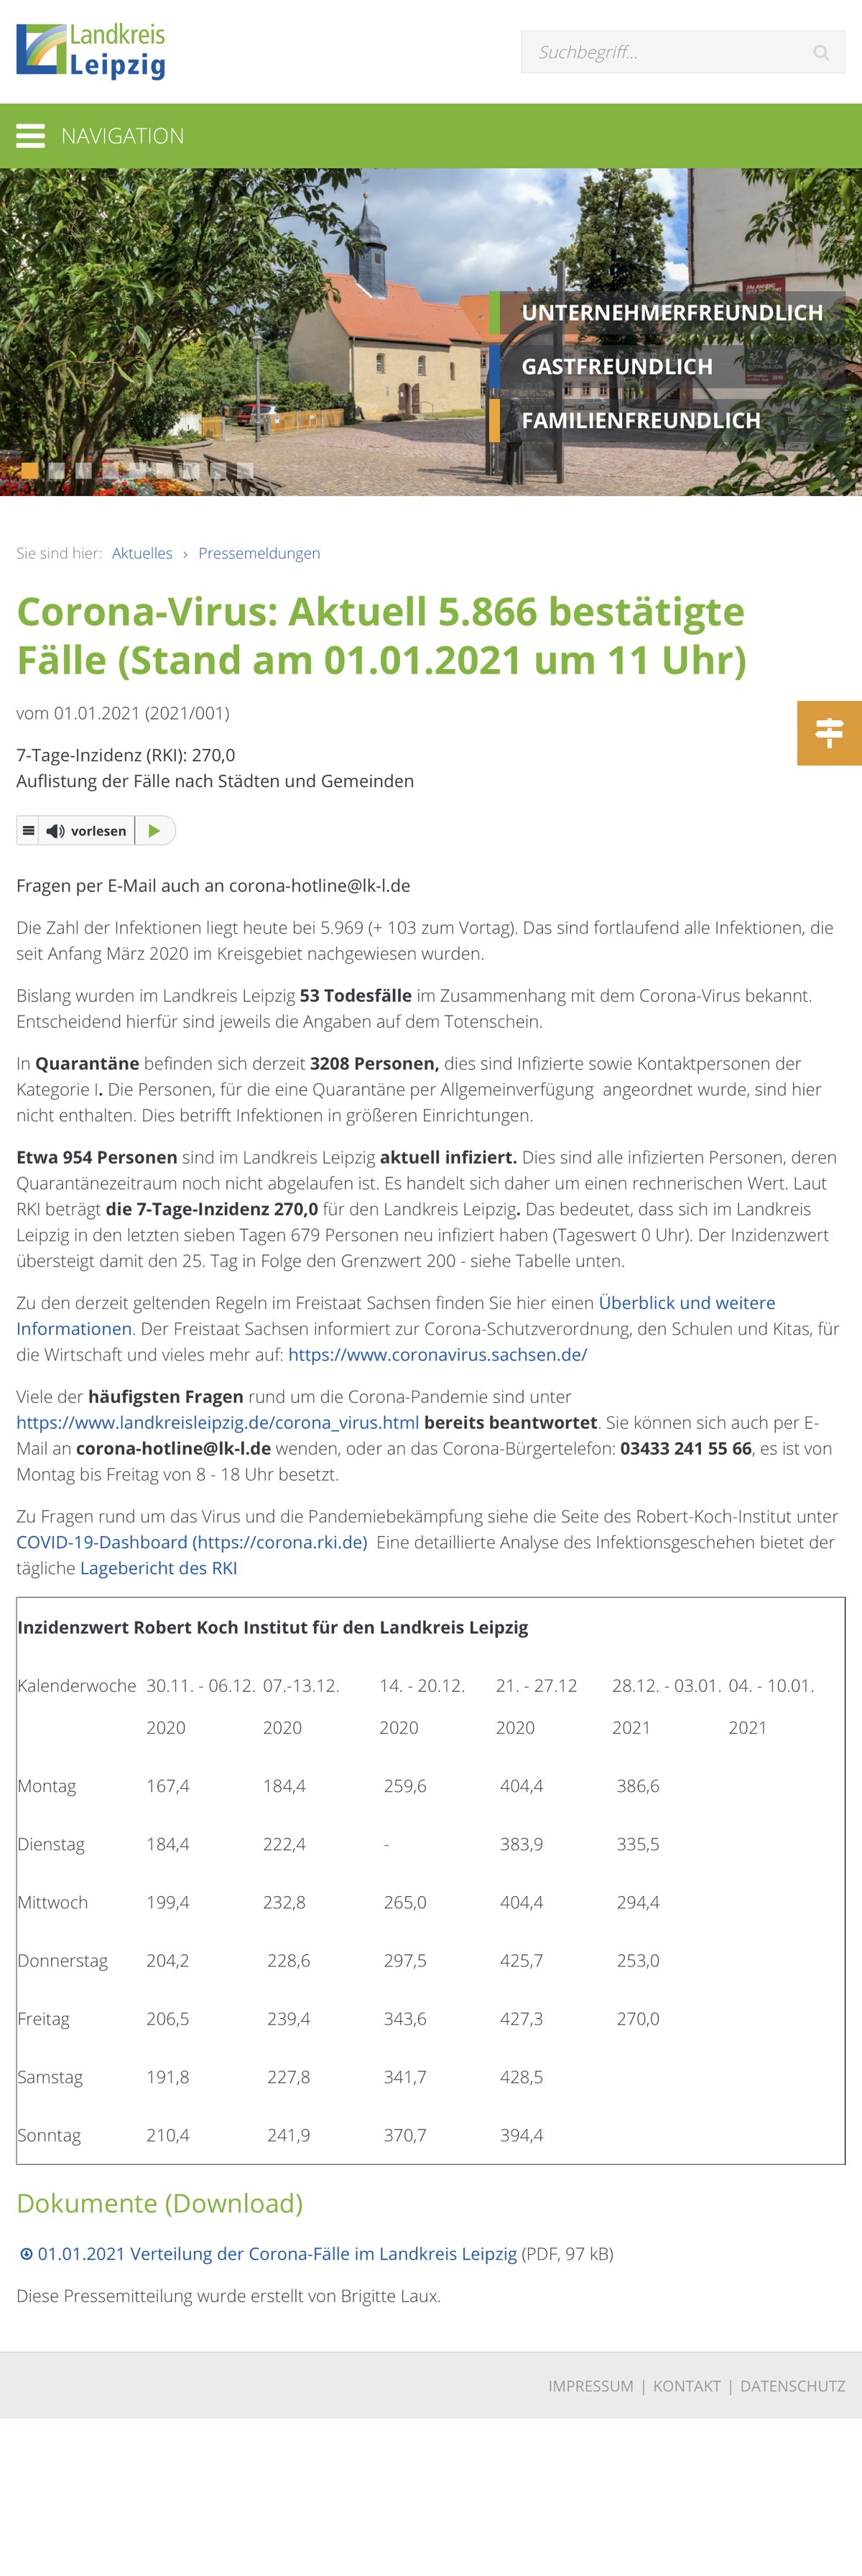 Landkreis
Leipzig
Suchbegriff...
NAVIGATION
UNTERNEHMERFREUNDLICH
GASTFREUNDLICH
FAMILIENFREUNDLICH
Sie sind hier: Aktuelles › Pressemeldungen
Corona-Virus: Aktuell 5.866 bestätigte
Fälle (Stand am 01.01.2021 um 11 Uhr)
vom 01.01.2021 (2021/001)
7-Tage-Inzidenz (RKI): 270,0
Auflistung der Fälle nach Städten und Gemeinden
vorlesen
Fragen per E-Mail auch an corona-hotline@lk-l.de
Die Zahl der Infektionen liegt heute bei 5.969 (+ 103 zum Vortag). Das sind fortlaufend alle Infektionen, die
seit Anfang März 2020 im Kreisgebiet nachgewiesen wurden.
Bislang wurden im Landkreis Leipzig 53 Todesfälle im Zusammenhang mit dem Corona-Virus bekannt.
Entscheidend hierfür sind jeweils die Angaben auf dem Totenschein.
In Quarantäne befinden sich derzeit 3208 Personen, dies sind Infizierte sowie Kontaktpersonen der
Kategorie I. Die Personen, für die eine Quarantäne per Allgemeinverfügung angeordnet wurde, sind hier
nicht enthalten. Dies betrifft Infektionen in größeren Einrichtungen.
Etwa 954 Personen sind im Landkreis Leipzig aktuell infiziert. Dies sind alle infizierten Personen, deren
Quarantänezeitraum noch nicht abgelaufen ist. Es handelt sich daher um einen rechnerischen Wert. Laut
RKI beträgt die 7-Tage-Inzidenz 270,0 für den Landkreis Leipzig. Das bedeutet, dass sich im Landkreis
Leipzig in den letzten sieben Tagen 679 Personen neu infiziert haben (Tageswert 0 Uhr). Der Inzidenzwert
übersteigt damit den 25. Tag in Folge den Grenzwert 200 - siehe Tabelle unten.
Zu den derzeit geltenden Regeln im Freistaat Sachsen finden Sie hier einen Überblick und weitere
Informationen. Der Freistaat Sachsen informiert zur Corona-Schutzverordnung, den Schulen und Kitas, für
die Wirtschaft und vieles mehr auf: https://www.coronavirus.sachsen.de/
Viele der häufigsten Fragen rund um die Corona-Pandemie sind unter
https://www.landkreisleipzig.de/corona_virus.html bereits beantwortet. Sie können sich auch per E-
Mail an corona-hotline@lk-l.de wenden, oder an das Corona-Bürgertelefon: 03433 241 55 66, es ist von
Montag bis Freitag von 8 - 18 Uhr besetzt.
Zu Fragen rund um das Virus und die Pandemiebekämpfung siehe die Seite des Robert-Koch-Institut unter
COVID-19-Dashboard (https://corona.rki.de) Eine detaillierte Analyse des Infektionsgeschehen bietet der
tägliche Lagebericht des RKI
Inzidenzwert Robert Koch Institut für den Landkreis Leipzig
Kalenderwoche 30.11. - 06.12. 07.-13.12. 14. - 20.12. 21. - 27.12 28.12. - 03.01. 04. - 10.01.
2020 2020 2020 2020 2021 2021
Montag 167,4 184,4 259,6 404,4 386,6
Dienstag 184,4 222,4 - 383,9 335,5
Mittwoch 199,4 232,8 265,0 404,4 294,4
Donnerstag 204,2 228,6 297,5 425,7 253,0
Freitag 206,5 239,4 343,6 427,3 270,0
Samstag 191,8 227,8 341,7 428,5
Sonntag 210,4 241,9 370,7 394,4
Dokumente (Download)
01.01.2021 Verteilung der Corona-Fälle im Landkreis Leipzig (PDF, 97 kB)
Diese Pressemitteilung wurde erstellt von Brigitte Laux.
IMPRESSUM | KONTAKT | DATENSCHUTZ